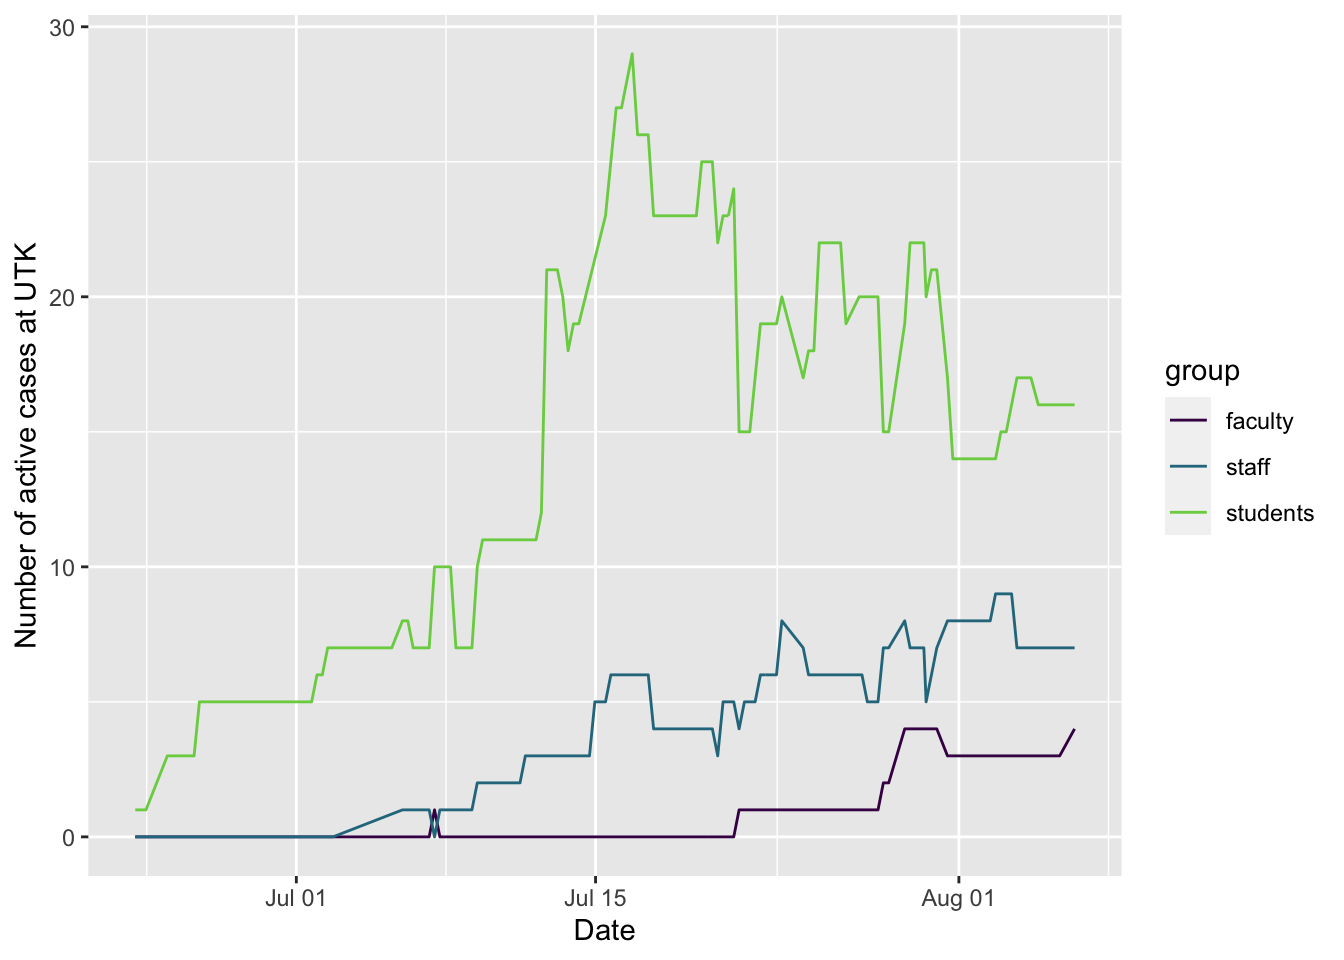 Number of active cases at UTK
30
20
10
0
Jul 01
Jul 15
Aug 01
Date
group
faculty
staff
students